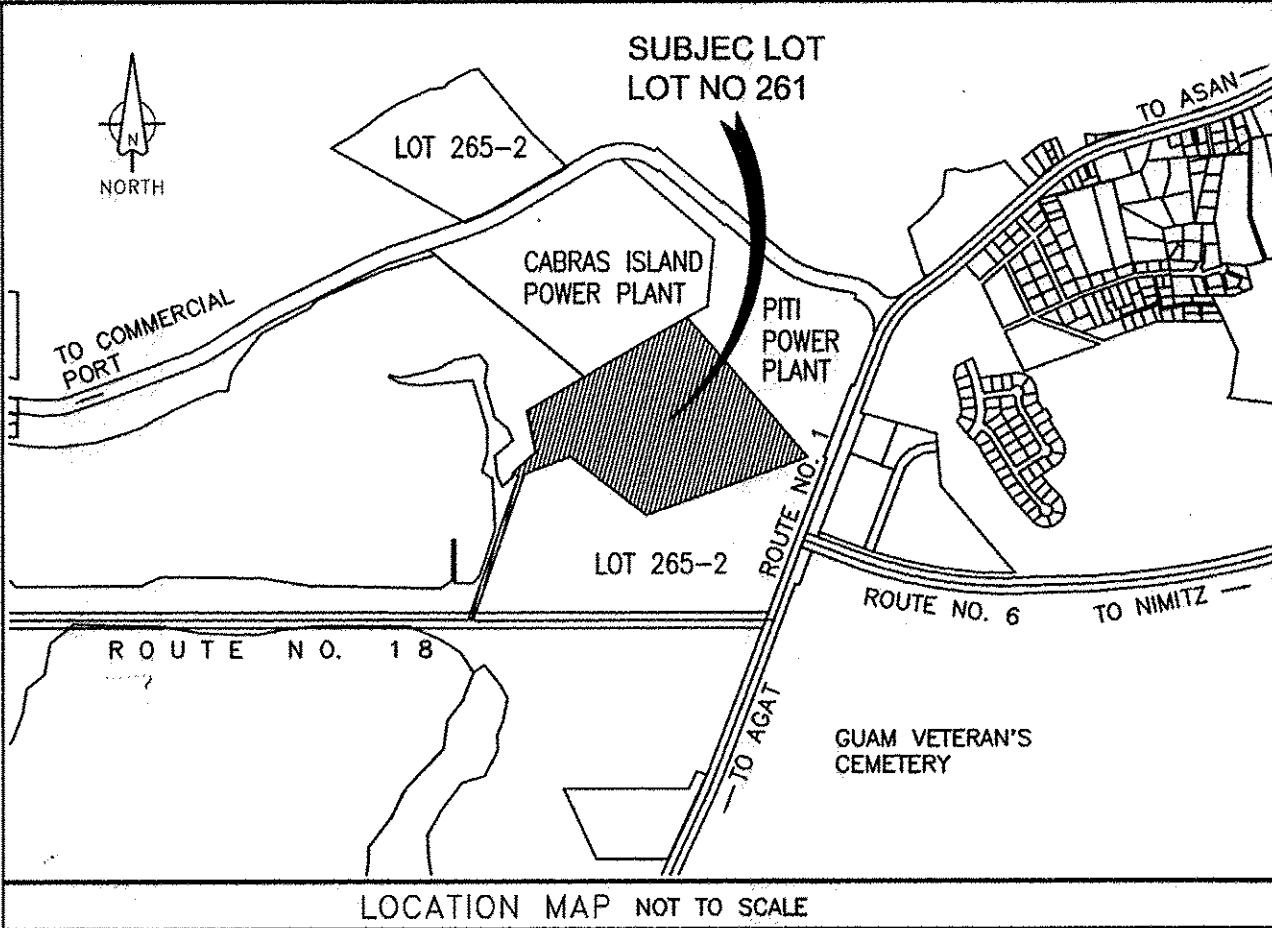 SUBJEC LOT
LOT NO 261
TO ASAN
N
NORTH
LOT 265-2
CABRAS ISLAND
POWER PLANT
PITI
POWER
PLANT
TO COMMERCIAL
PORT
ROUTE NO. 1
LOT 265-2
ROUTE NO. 6
TO NIMITZ
ROUTE NO. 18
TO AGAT
GUAM VETERAN'S
CEMETERY
LOCATION MAP NOT TO SCALE